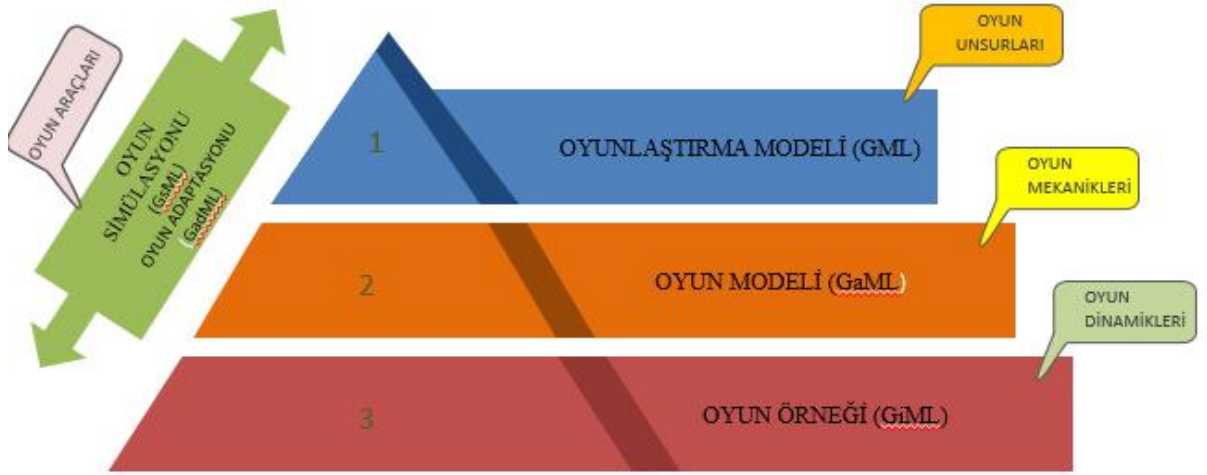 OYUN ARAÇLARI
OYUN
SİMÜLASYONU
(GsML)
OYUN ADAPTASYONU
(GadML)
OYUN
UNSURLARI
1
OYUNLAŞTIRMA MODELİ (GML)
OYUN
MEKANİKLERİ
2
OYUN MODELİ (GaML)
OYUN
DİNAMİKLERİ
3
OYUN ÖRNEĞİ (GiML)